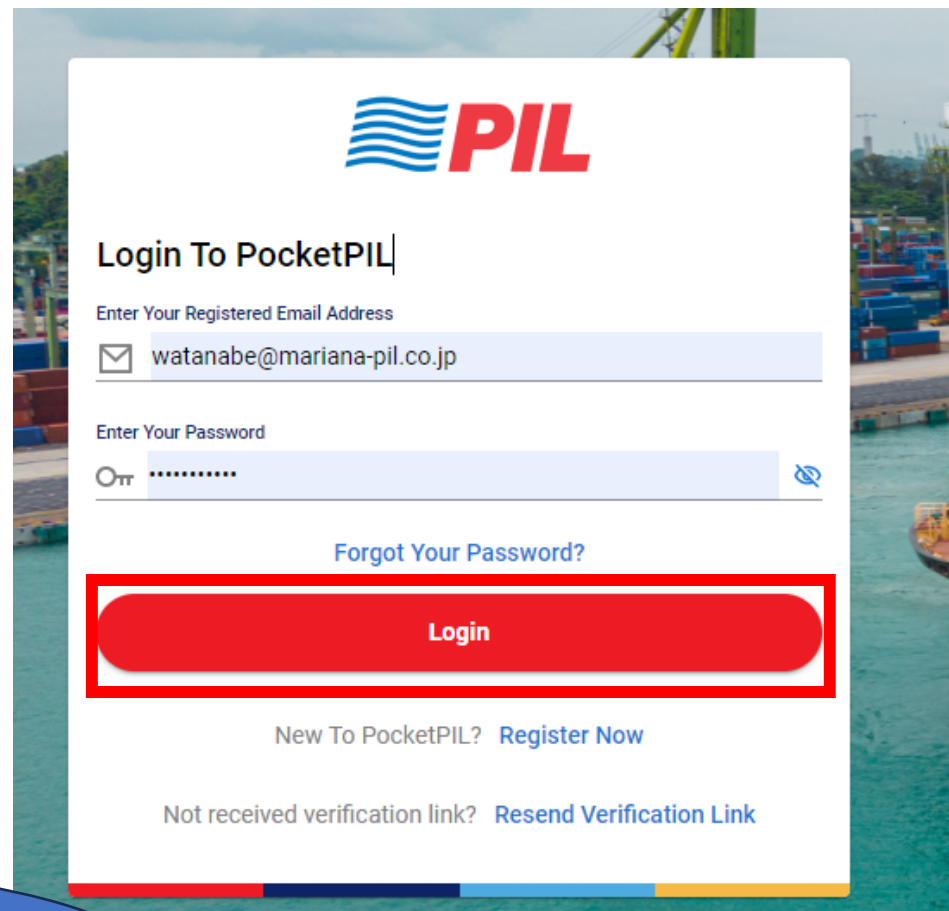 PIL
Login To PocketPIL
Enter Your Registered Email Address
watanabe@mariana-pil.co.jp
Enter Your Password
•••••••••••
Forgot Your Password?
Login
New To PocketPIL? Register Now
Not received verification link? Resend Verification Link